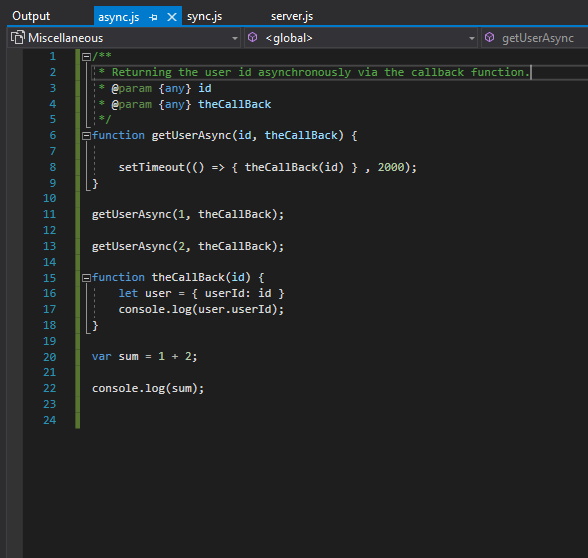 Output async.js sync.js server.js
Miscellaneous <global> getUserAsync
1 /**
2 * Returning the user id asynchronously via the callback function.
3 * @param {any} id
4 * @param {any} theCallBack
5 */
6 function getUserAsync(id, theCallBack) {
7
8 setTimeout(() => { theCallBack(id) } , 2000);
9 }
10
11 getUserAsync(1, theCallBack);
12
13 getUserAsync(2, theCallBack);
14
15 function theCallBack(id) {
16 let user = { userId: id }
17 console.log(user.userId);
18 }
19
20 var sum = 1 + 2;
21
22 console.log(sum);
23
24